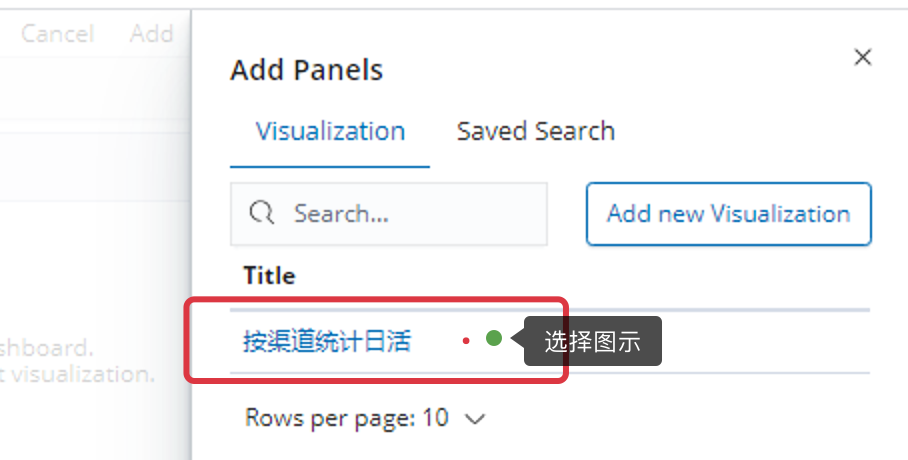 Cancel Add
Add Panels
Visualization Saved Search
Search...
Add new Visualization
Title
按渠道统计日活
选择图示
shboard.
t visualization.
Rows per page: 10